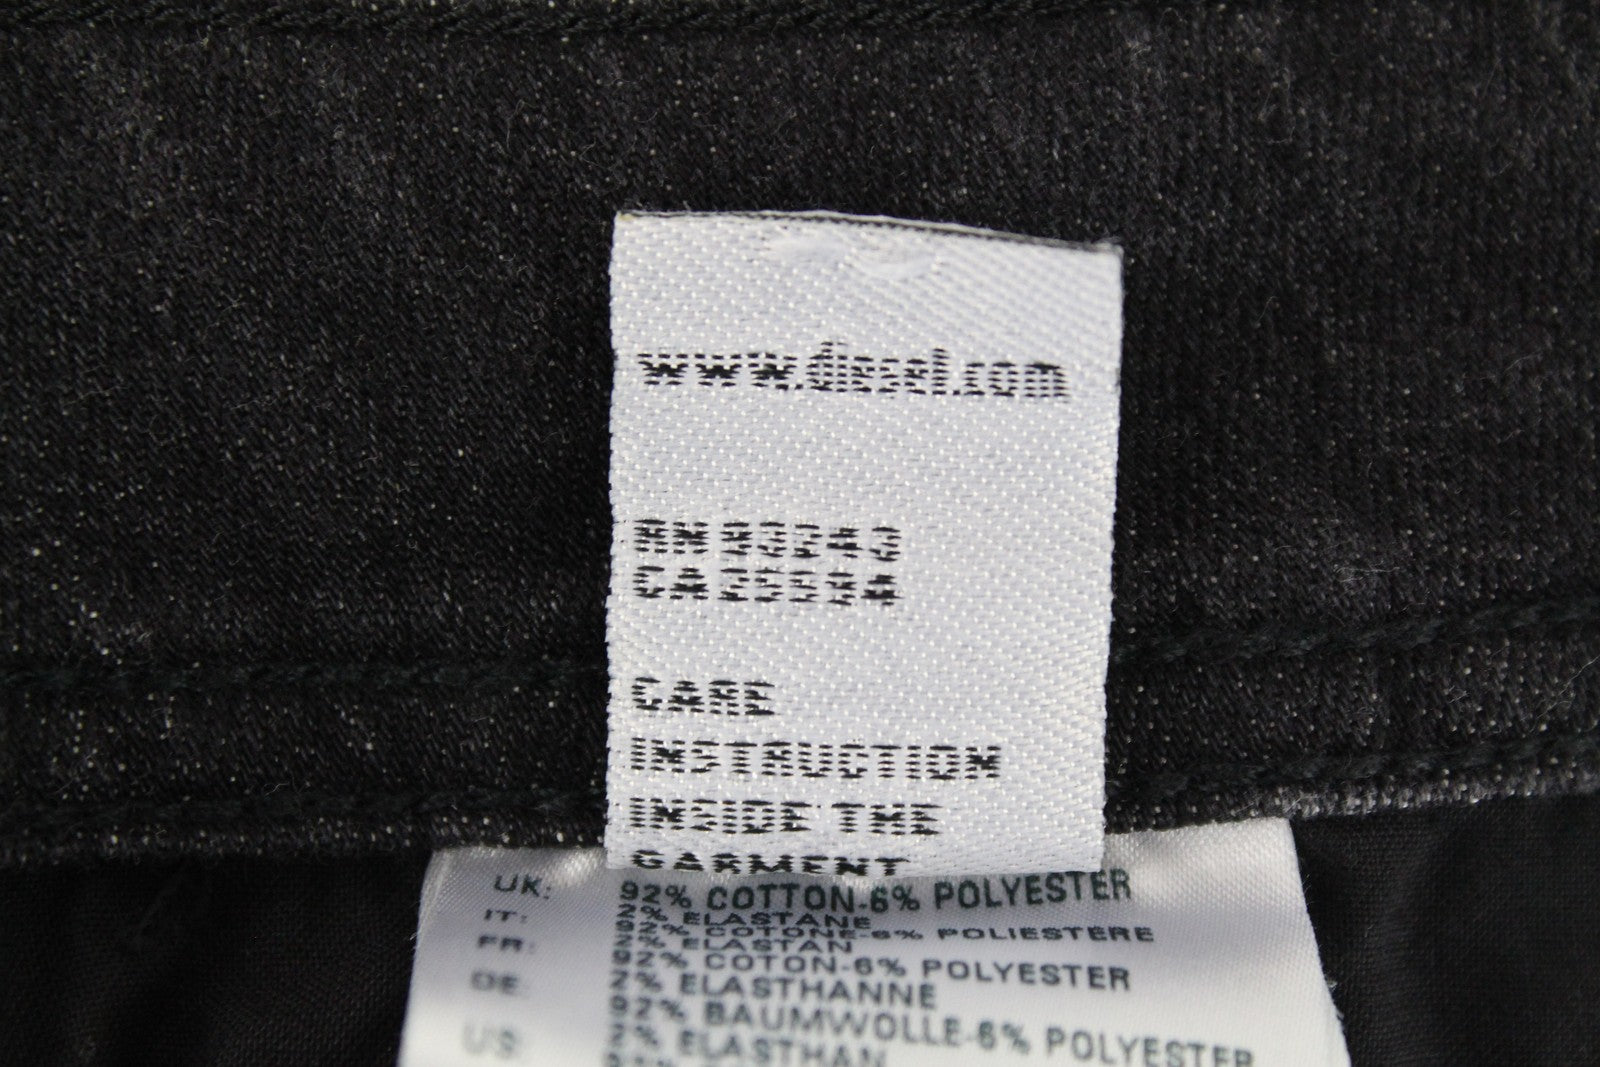 www.diesel.com
RN 93243
CA 25594
CARE
INSTRUCTION
INSIDE THE
GARMENT
UK: 92% COTTON-6% POLYESTER
2% ELASTANE
IT: 92% COTONE-6% POLIESTERE
2% ELASTAN
FR: 92% COTON-6% POLYESTER
2% ELASTHANNE
DE 92% BAUMWOLLE-6% POLYESTER
2% ELASTHAN
US